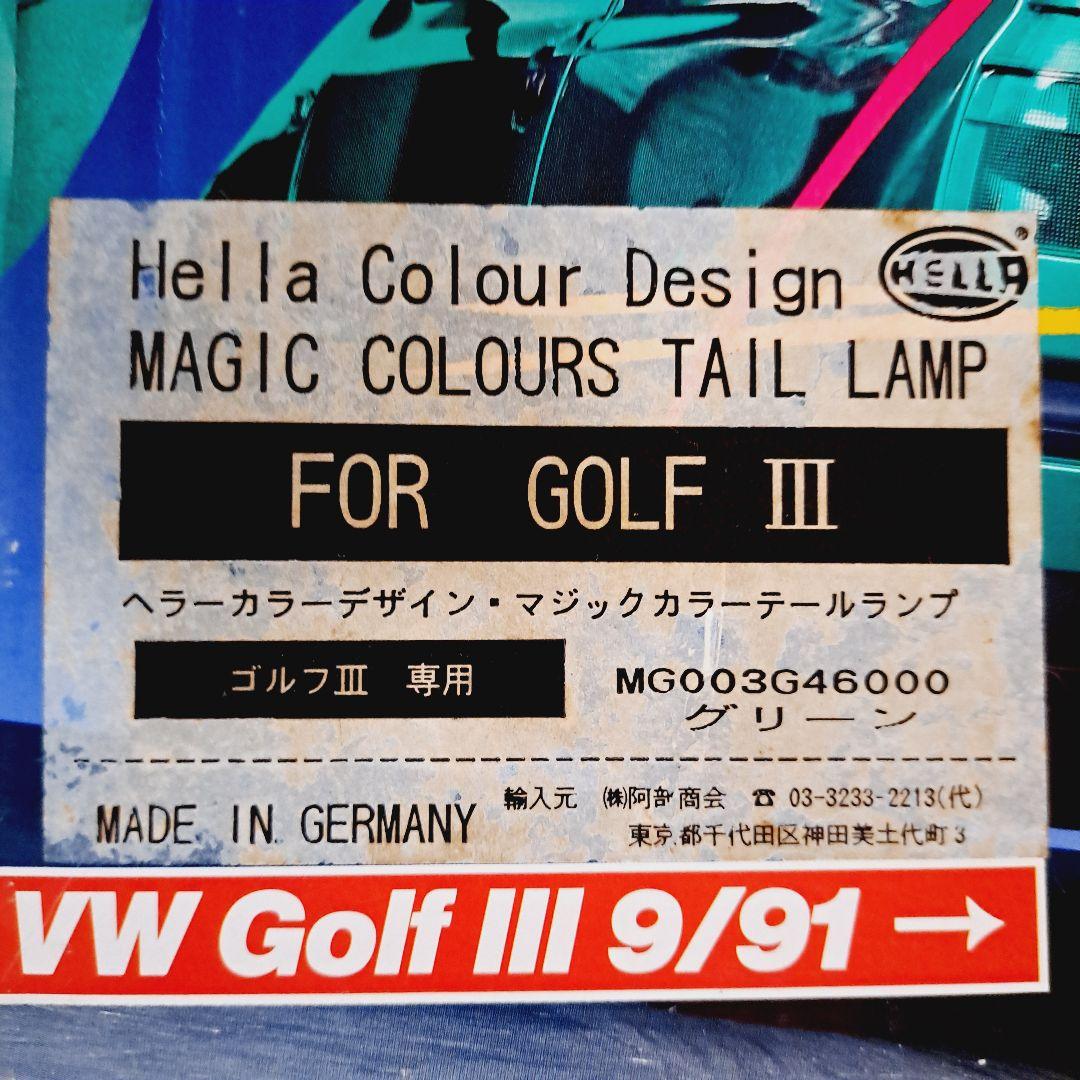 Hella Colour Design HELLA ®
MAGIC COLOURS TAIL LAMP
FOR GOLF III
ヘラーカラーデザイン・マジックカラーテールランプ
ゴルフⅢ 専用
MG003G46000
グリーン
MADE IN GERMANY
輸入元 ㈱阿部商会 ☎ 03-3233-2213(代)
東京都千代田区神田美土代町3
VW Golf III 9/91 →